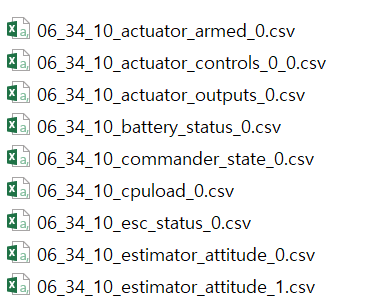 06_34_10_actuator_armed_0.csv
06_34_10_actuator_controls_0_0.csv
06_34_10_actuator_outputs_0.csv
06_34_10_battery_status_0.csv
06_34_10_commander_state_0.csv
06_34_10_cpuload_0.csv
06_34_10_esc_status_0.csv
06_34_10_estimator_attitude_0.csv
06_34_10_estimator_attitude_1.csv